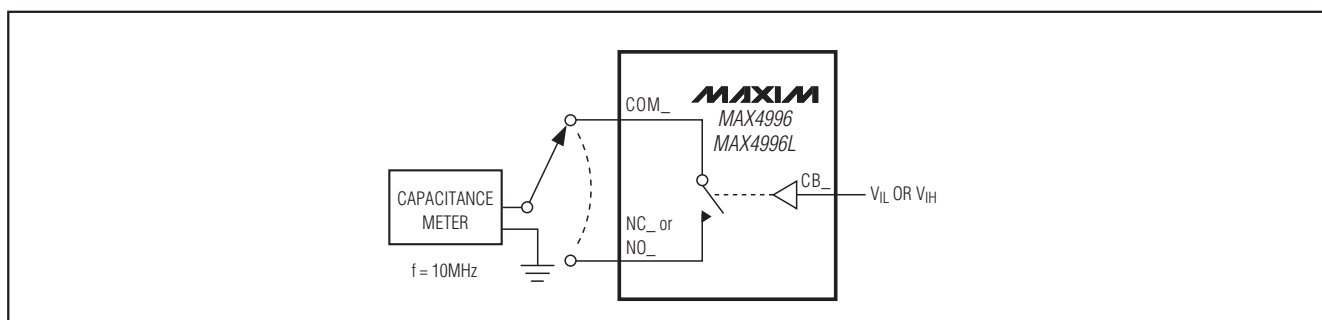 MAXIM
MAX4996
MAX4996L
COM_
CB_
VIL OR VIH
CAPACITANCE
METER
NC_ or
NO_
f = 10MHz